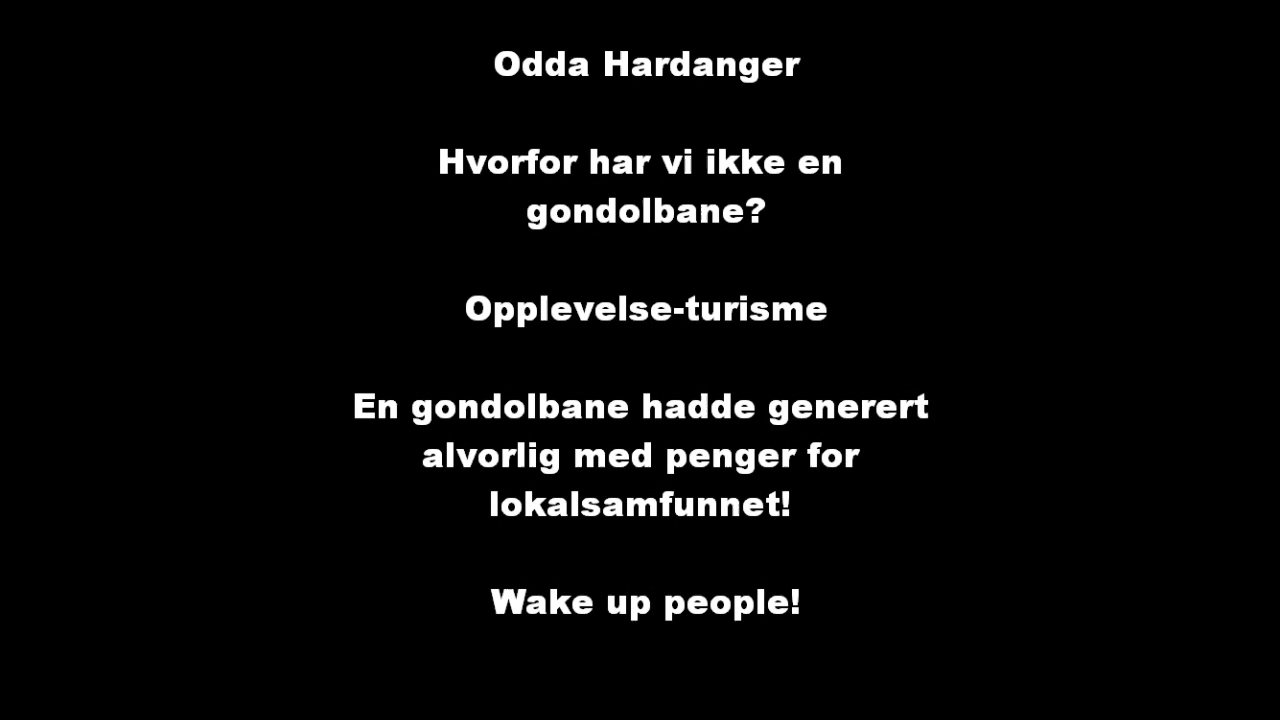 Odda Hardanger
Hvorfor har vi ikke en
gondolbane?
Opplevelse-turisme
En gondolbane hadde generert
alvorlig med penger for
lokalsamfunnet!
Wake up people!